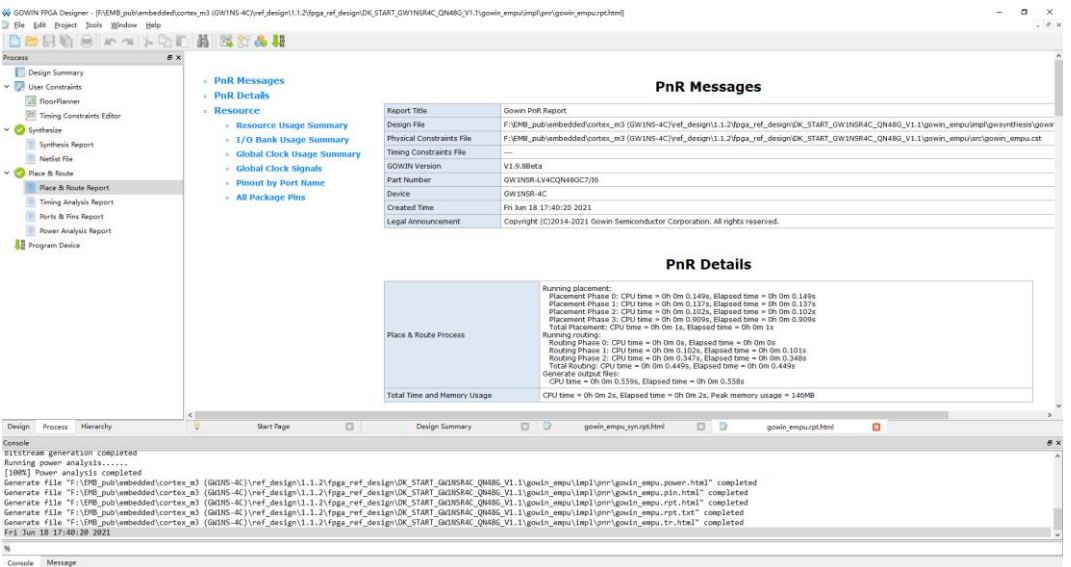 GOWIN FPGA Designer - [F:\EMB_pub\embedded\cortex_m3 (GW1NS-4C)\ref_design\1.1.2\fpga_ref_design\DK_START_GW1NSR4C_QN48G_V1.1\gowin_empu\impl\pnr\gowin_empu.rpt.html]
File Edit Project Tools Window Help
Process
Design Summary
User Constraints
FloorPlanner
Timing Constraints Editor
Synthesize
Synthesis Report
Netlist File
Place & Route
Place & Route Report
Timing Analysis Report
Ports & Pins Report
Power Analysis Report
Program Device
PnR Messages
PnR Details
Resource
Resource Usage Summary
I/O Bank Usage Summary
Global Clock Usage Summary
Global Clock Signals
Pinout by Port Name
All Package Pins
PnR Messages
Report Title Gowin PnR Report
Design File F:\EMB_pub\embedded\cortex_m3 (GW1NS-4C)\ref_design\1.1.2\fpga_ref_design\DK_START_GW1NSR4C_QN48G_V1.1\gowin_empu\impl\gwsynthesis\gowin
Physical Constraints File F:\EMB_pub\embedded\cortex_m3 (GW1NS-4C)\ref_design\1.1.2\fpga_ref_design\DK_START_GW1NSR4C_QN48G_V1.1\gowin_empu\src\gowin_empu.cst
Timing Constraints File ---
GOWIN Version V1.9.8Beta
Part Number GW1NSR-LV4CQN48GC7/I6
Device GW1NSR-4C
Created Time Fri Jun 18 17:40:20 2021
Legal Announcement Copyright (C)2014-2021 Gowin Semiconductor Corporation. All rights reserved.
PnR Details
Place & Route Process
Running placement:
Placement Phase 0: CPU time = 0h 0m 0.149s, Elapsed time = 0h 0m 0.149s
Placement Phase 1: CPU time = 0h 0m 0.137s, Elapsed time = 0h 0m 0.137s
Placement Phase 2: CPU time = 0h 0m 0.102s, Elapsed time = 0h 0m 0.102s
Placement Phase 3: CPU time = 0h 0m 0.909s, Elapsed time = 0h 0m 0.909s
Total Placement: CPU time = 0h 0m 1s, Elapsed time = 0h 0m 1s
Running routing:
Routing Phase 0: CPU time = 0h 0m 0s, Elapsed time = 0h 0m 0s
Routing Phase 1: CPU time = 0h 0m 0.102s, Elapsed time = 0h 0m 0.101s
Routing Phase 2: CPU time = 0h 0m 0.347s, Elapsed time = 0h 0m 0.348s
Total Routing: CPU time = 0h 0m 0.449s, Elapsed time = 0h 0m 0.449s
Generate output files:
CPU time = 0h 0m 0.559s, Elapsed time = 0h 0m 0.558s
Total Time and Memory Usage CPU time = 0h 0m 2s, Elapsed time = 0h 0m 2s, Peak memory usage = 146MB
Design Process Hierarchy
Start Page Design Summary gowin_empu_syn.rpt.html gowin_empu.rpt.html
Console
Bitstream generation completed
Running power analysis......
[100%] Power analysis completed
Generate file "F:\EMB_pub\embedded\cortex_m3 (GW1NS-4C)\ref_design\1.1.2\fpga_ref_design\DK_START_GW1NSR4C_QN48G_V1.1\gowin_empu\impl\pnr\gowin_empu.power.html" completed
Generate file "F:\EMB_pub\embedded\cortex_m3 (GW1NS-4C)\ref_design\1.1.2\fpga_ref_design\DK_START_GW1NSR4C_QN48G_V1.1\gowin_empu\impl\pnr\gowin_empu.pin.html" completed
Generate file "F:\EMB_pub\embedded\cortex_m3 (GW1NS-4C)\ref_design\1.1.2\fpga_ref_design\DK_START_GW1NSR4C_QN48G_V1.1\gowin_empu\impl\pnr\gowin_empu.rpt.html" completed
Generate file "F:\EMB_pub\embedded\cortex_m3 (GW1NS-4C)\ref_design\1.1.2\fpga_ref_design\DK_START_GW1NSR4C_QN48G_V1.1\gowin_empu\impl\pnr\gowin_empu.rpt.txt" completed
Generate file "F:\EMB_pub\embedded\cortex_m3 (GW1NS-4C)\ref_design\1.1.2\fpga_ref_design\DK_START_GW1NSR4C_QN48G_V1.1\gowin_empu\impl\pnr\gowin_empu.tr.html" completed
Fri Jun 18 17:40:20 2021
%
Console Message